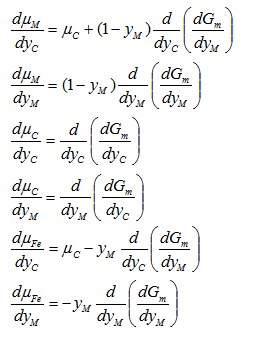 dμ_M/dy_C = μ_C + (1 − y_M) d/dy_C (dG_m/dy_M)
dμ_M/dy_M = (1 − y_M) d/dy_M (dG_m/dy_M)
dμ_C/dy_C = d/dy_C (dG_m/dy_C)
dμ_C/dy_M = d/dy_M (dG_m/dy_C)
dμ_Fe/dy_C = μ_C − y_M d/dy_C (dG_m/dy_M)
dμ_Fe/dy_M = −y_M d/dy_M (dG_m/dy_M)